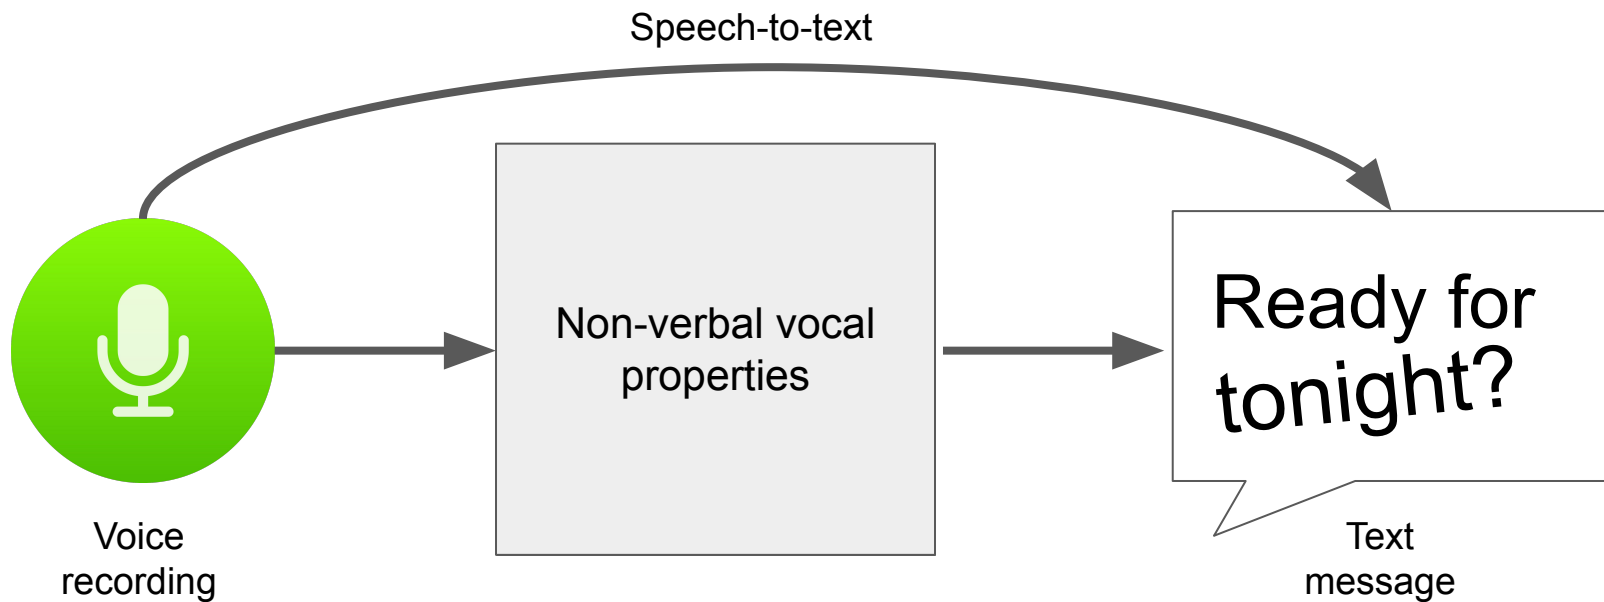 Speech-to-text
Non-verbal vocal
properties
Ready for
tonight?
Voice
recording
Text
message